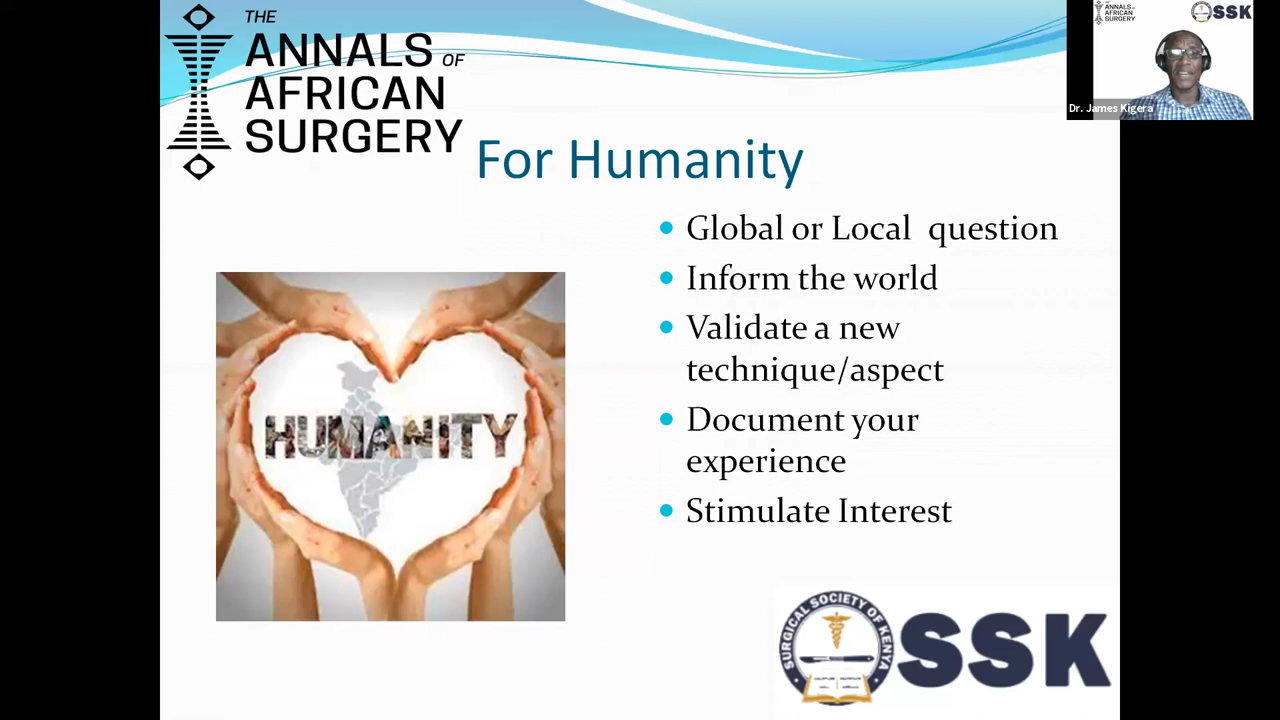 THE
ANNALS OF
AFRICAN
SURGERY
For Humanity
Global or Local question
Inform the world
Validate a new
technique/aspect
Document your
experience
Stimulate Interest
HUMANITY
SURGICAL SOCIETY OF KENYA
SSK
ANNALS OF
AFRICAN
SURGERY
SSK
Dr. James Kigera